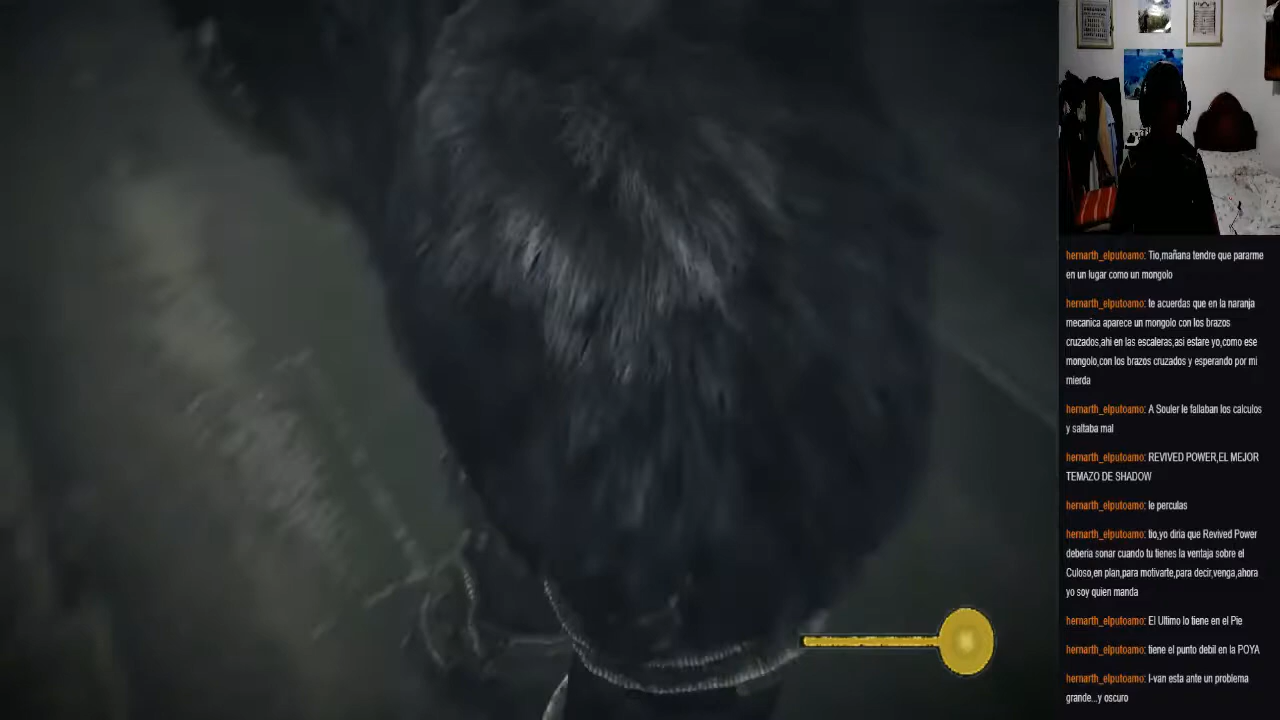 hernarth_elputoamo: Tio,mañana tendre que pararme
en un lugar como un mongolo
hernarth_elputoamo: te acuerdas que en la naranja
mecanica aparece un mongolo con los brazos
cruzados,ahi en las escaleras,asi estare yo,como ese
mongolo,con los brazos cruzados y esperando por mi
mierda
hernarth_elputoamo: A Souler le fallaban los calculos
y saltaba mal
hernarth_elputoamo: REVIVED POWER,EL MEJOR
TEMAZO DE SHADOW
hernarth_elputoamo: le perculas
hernarth_elputoamo: tio,yo diria que Revived Power
deberia sonar cuando tu tienes la ventaja sobre el
Culoso,en plan,para motivarte,para decir,venga,ahora
yo soy quien manda
hernarth_elputoamo: El Ultimo lo tiene en el Pie
hernarth_elputoamo: tiene el punto debil en la POYA
hernarth_elputoamo: I-van esta ante un problema
grande...y oscuro